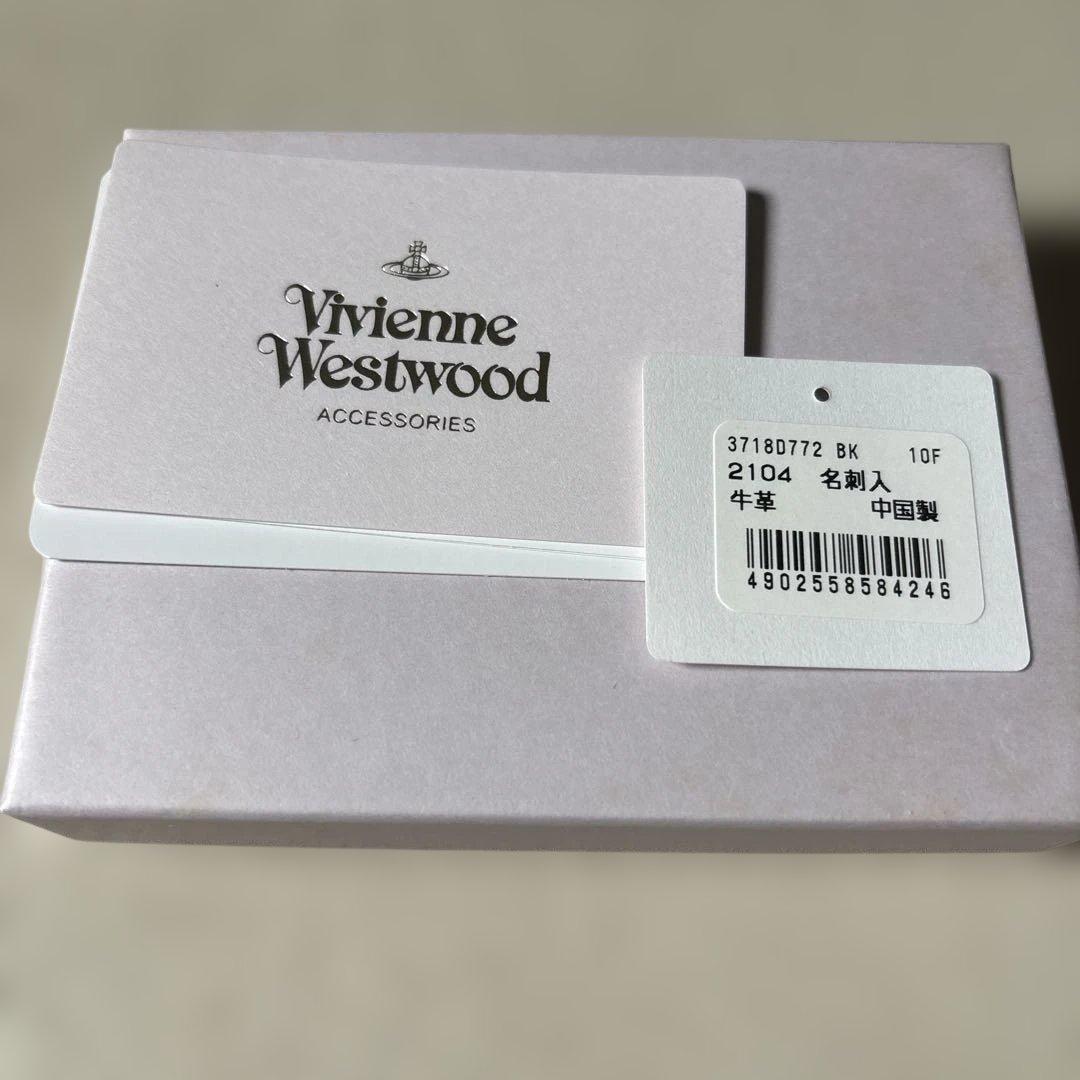 Vivienne
Westwood
ACCESSORIES
3718D772 BK 10F
2104 名刺入
牛革 中国製
4902558584246